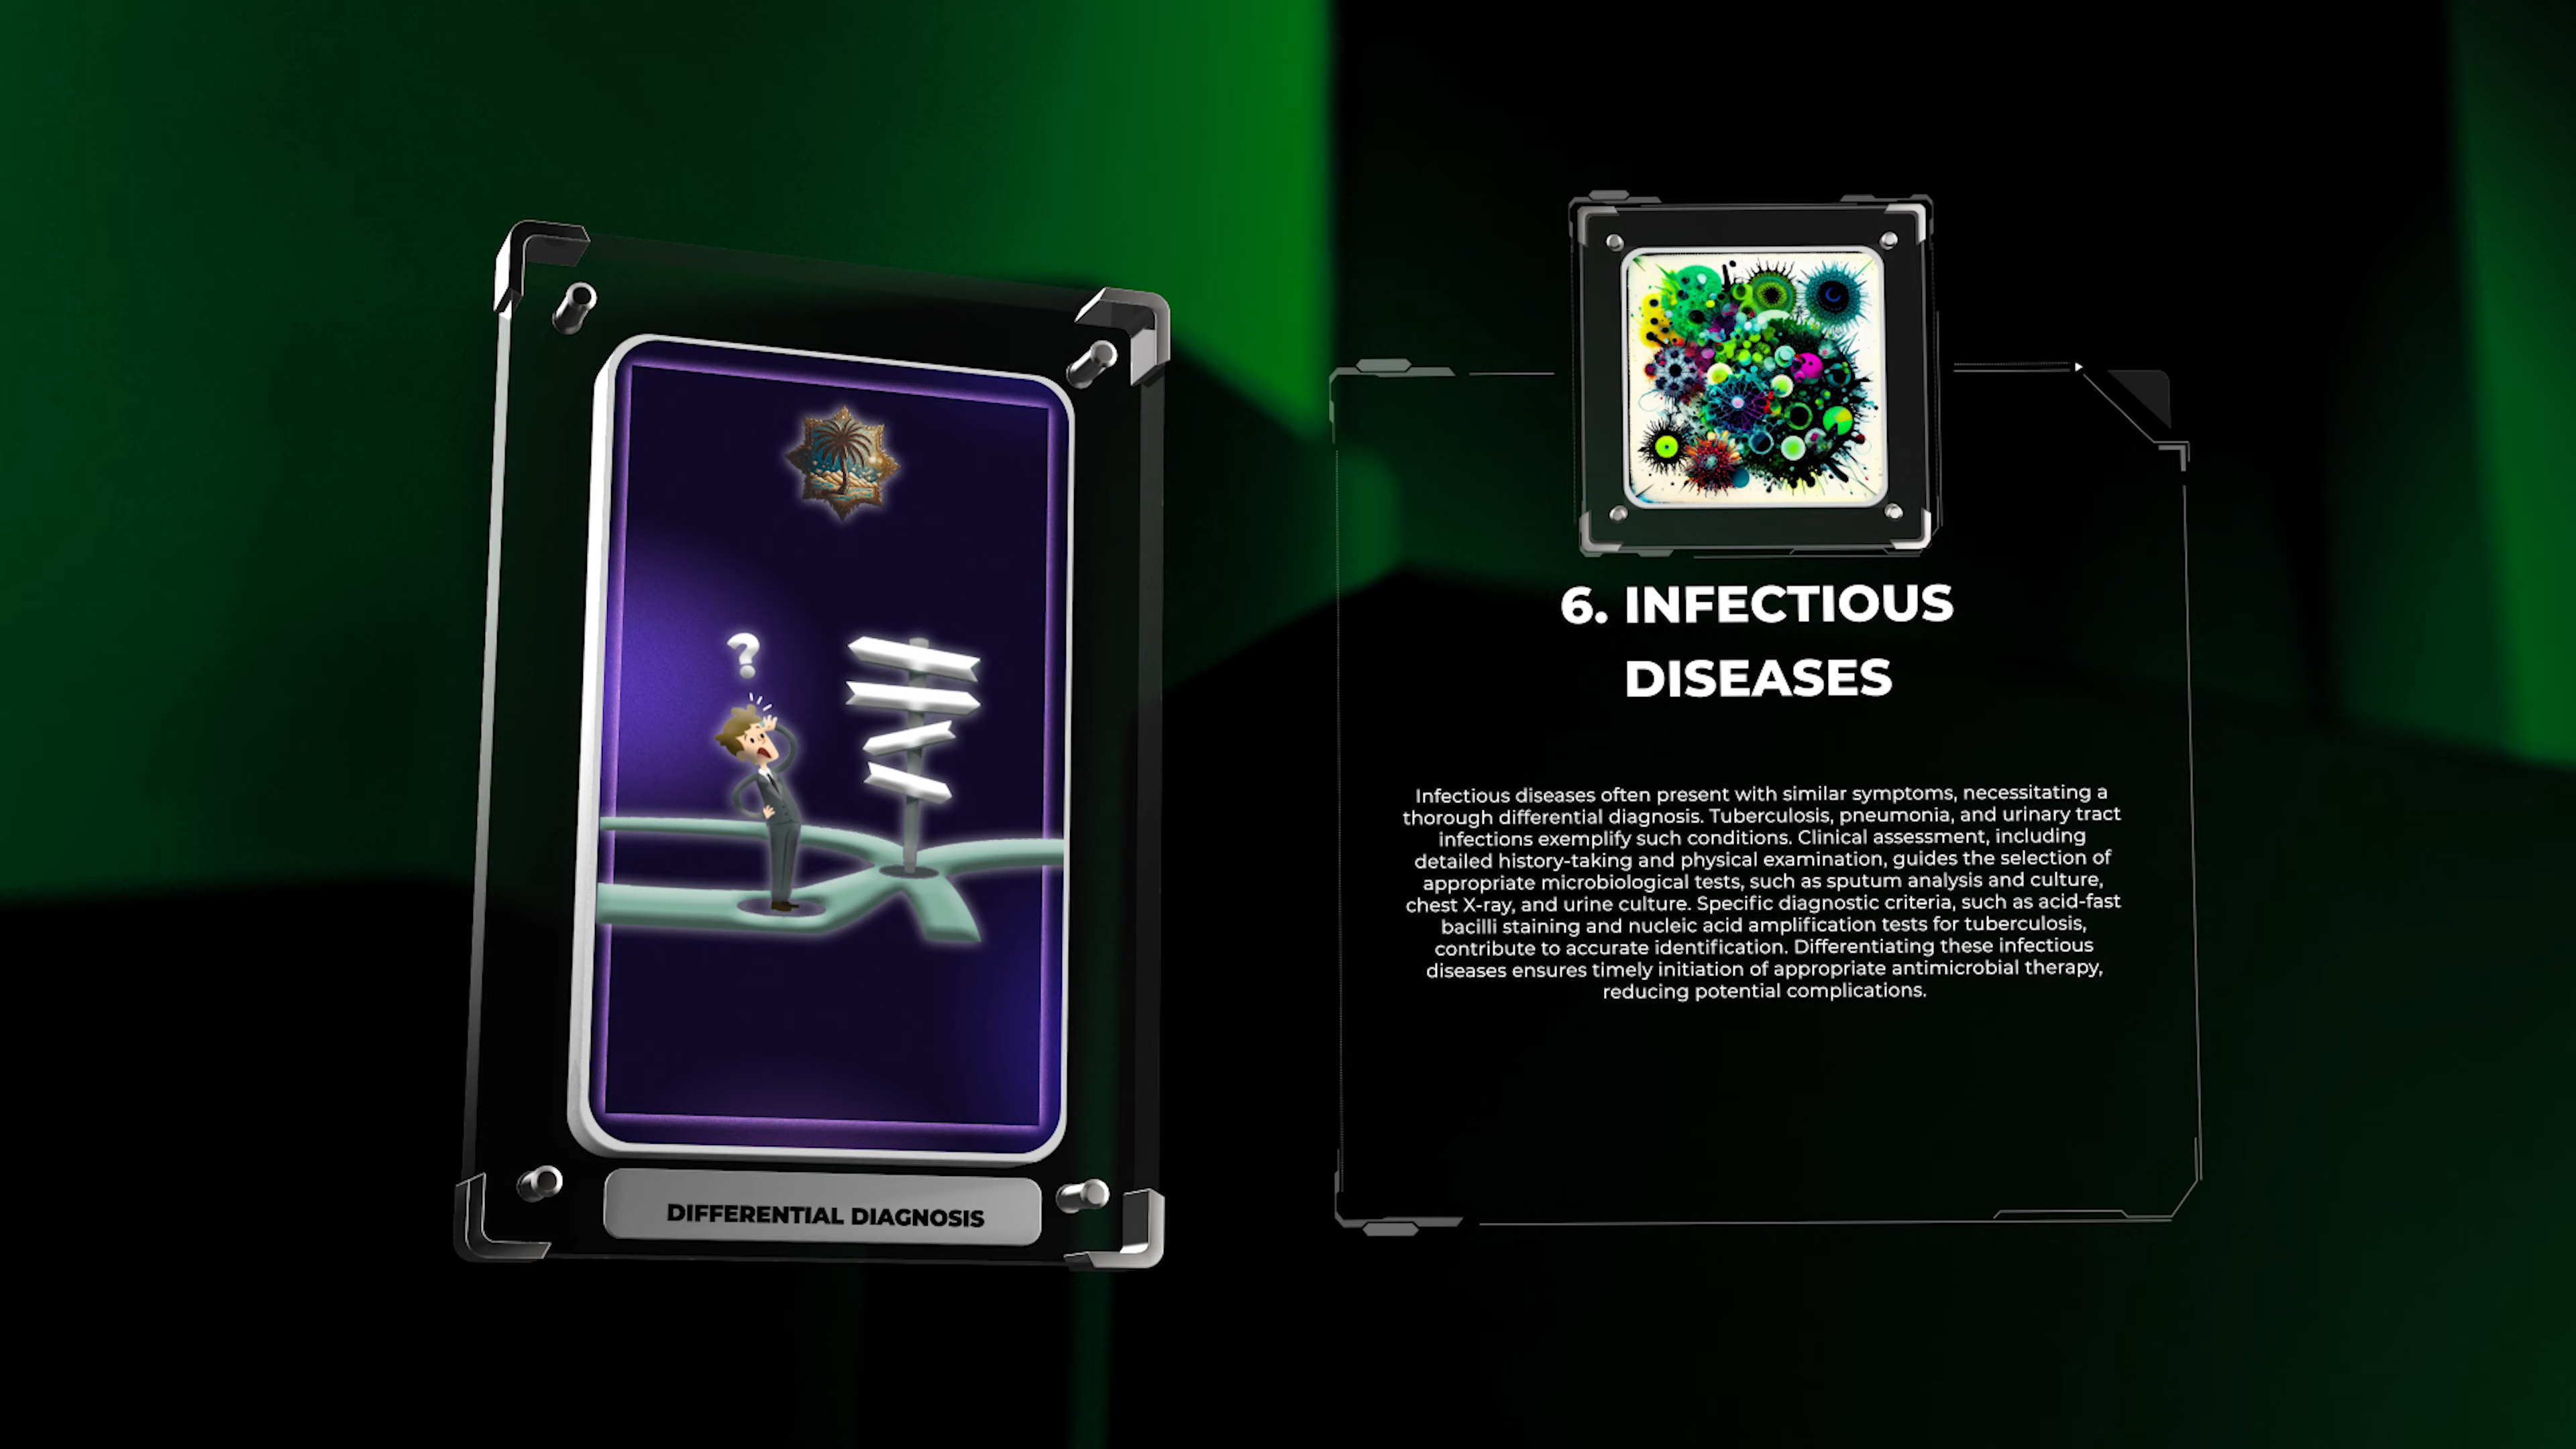 ?
DIFFERENTIAL DIAGNOSIS
6. INFECTIOUS
DISEASES
Infectious diseases often present with similar symptoms, necessitating a
thorough differential diagnosis. Tuberculosis, pneumonia, and urinary tract
infections exemplify such conditions. Clinical assessment, including
detailed history-taking and physical examination, guides the selection of
appropriate microbiological tests, such as sputum analysis and culture,
chest X-ray, and urine culture. Specific diagnostic criteria, such as acid-fast
bacilli staining and nucleic acid amplification tests for tuberculosis,
contribute to accurate identification. Differentiating these infectious
diseases ensures timely initiation of appropriate antimicrobial therapy,
reducing potential complications.